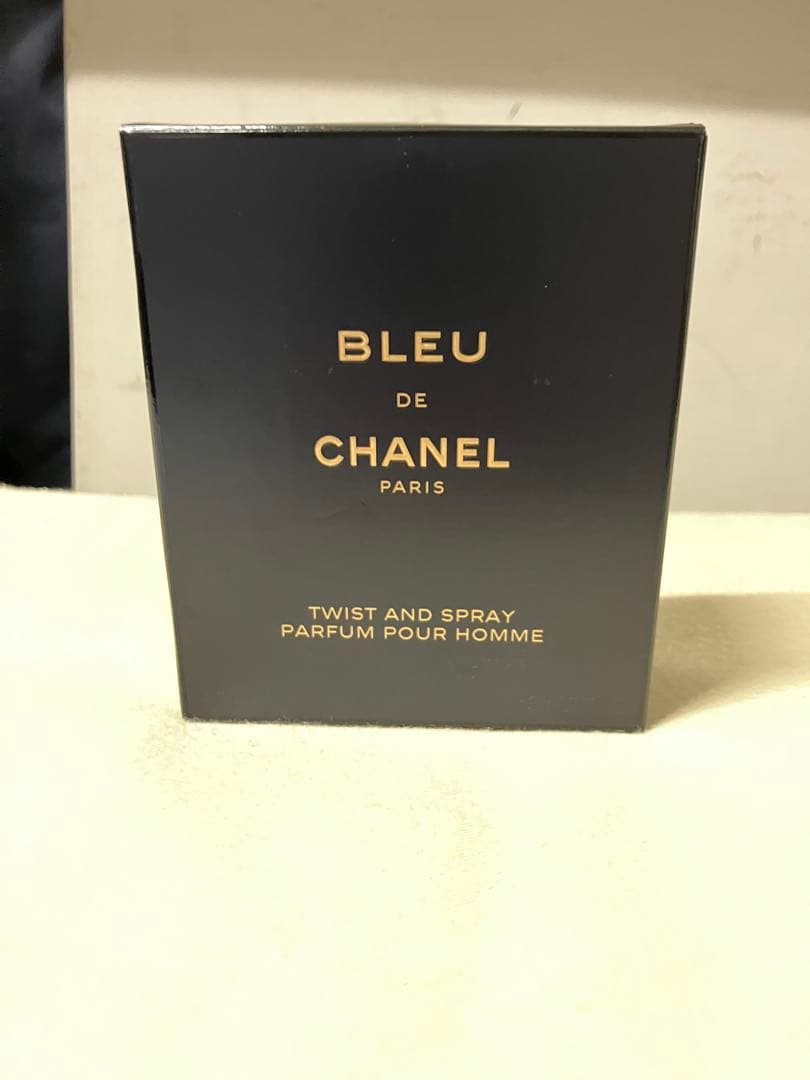 BLEU
DE
CHANEL
PARIS
TWIST AND SPRAY
PARFUM POUR HOMME